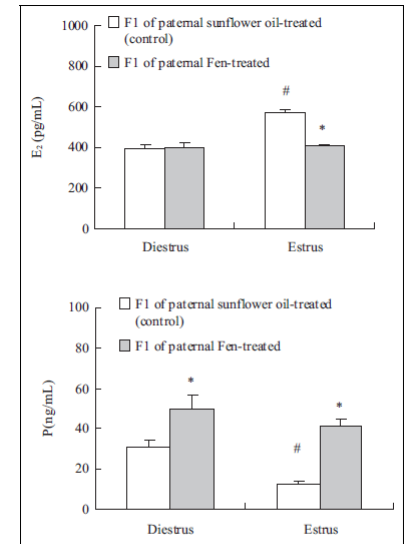 1000
F1 of paternal sunflower oil-treated
(control)
800
F1 of paternal Fen-treated
600
#
*
400
200
0
E₂ (pg/mL)
Diestrus
Estrus
100
F1 of paternal sunflower oil-treated
(control)
80
F1 of paternal Fen-treated
60
*
*
40
#
20
0
P(ng/mL)
Diestrus
Estrus